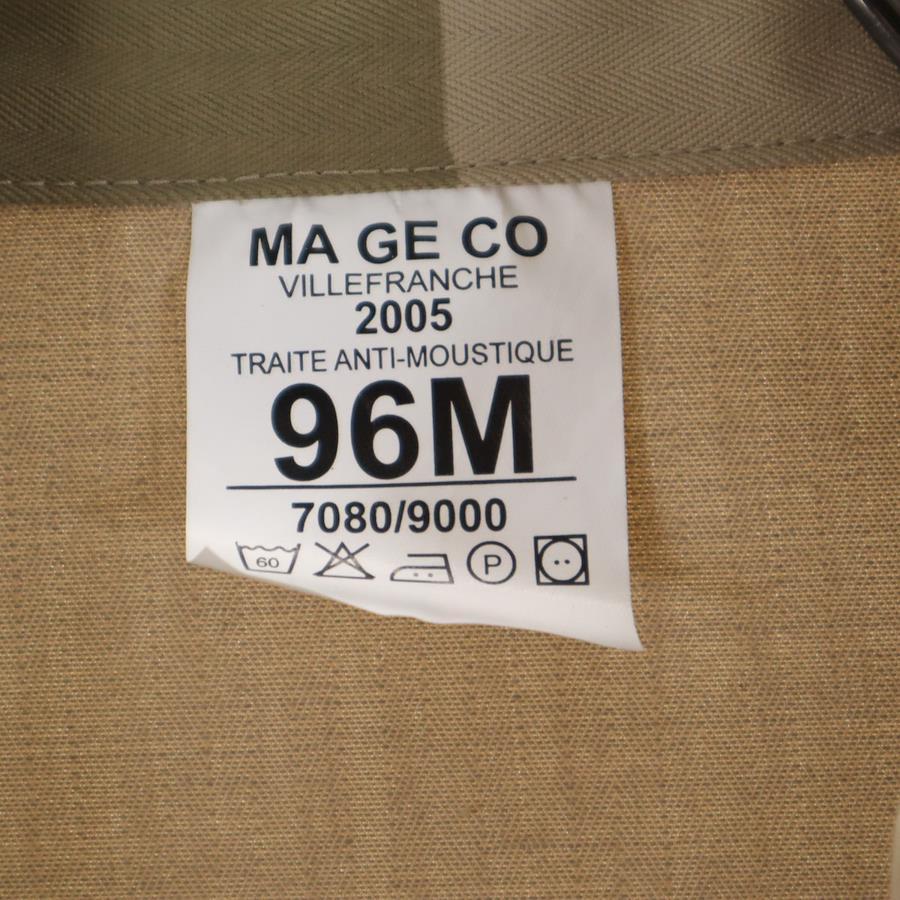 MA GE CO
VILLEFRANCHE
2005
TRAITE ANTI-MOUSTIQUE
96M
7080/9000
60 P